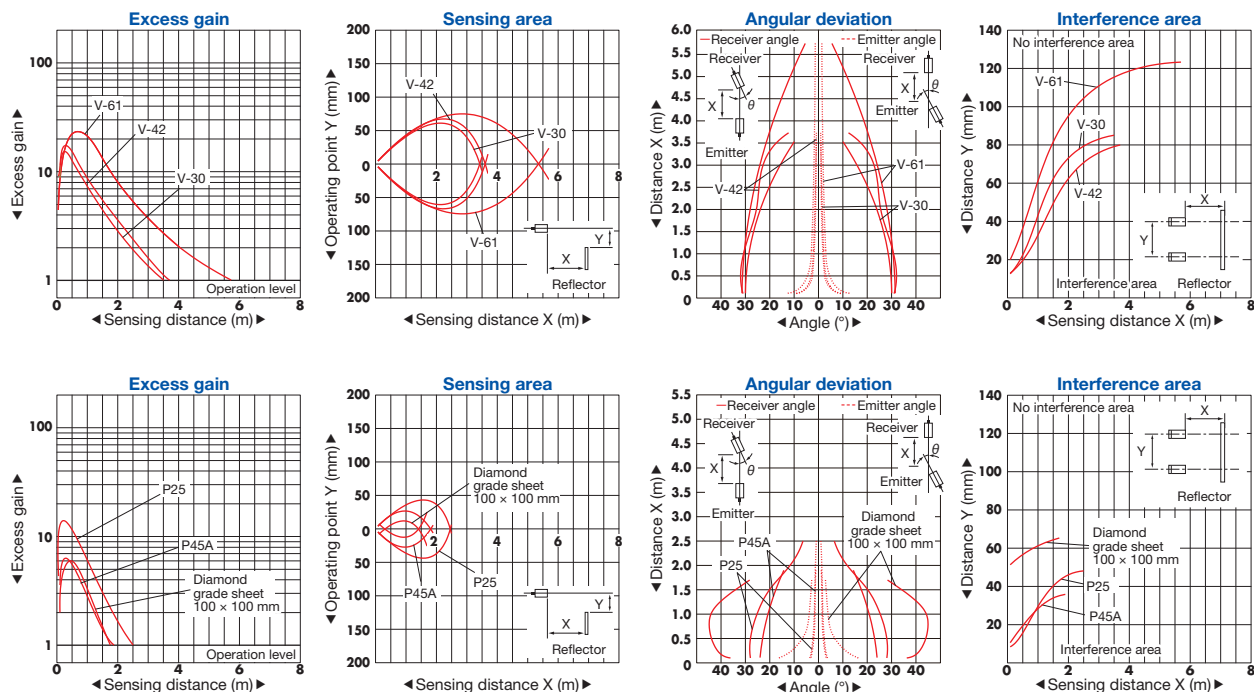 Excess gain
100
10
1
◄Excess gain►
V-61
V-42
V-30
Operation level
0 2 4 6 8
◄Sensing distance (m)►
Sensing area
200
150
100
50
0
50
100
150
200
◄Operating point Y (mm)►
V-42
V-30
2 4 6 8
V-61
Y
X
Reflector
◄Sensing distance X (m)►
Angular deviation
6.0
5.5
5.0
4.5
4.0
3.5
3.0
2.5
2.0
1.5
1.0
0.5
0
◄Distance X (m)►
Receiver angle
Emitter angle
Receiver
X
θ
Emitter
Receiver
X
θ
Emitter
V-61
V-42
V-30
40 30 20 10 0 10 20 30 40
◄Angle (°)►
Interference area
140
120
100
80
60
40
20
◄Distance Y (mm)►
No interference area
V-61
V-30
V-42
X
Y
Interference area
Reflector
0 2 4 6 8
◄Sensing distance X (m)►
Excess gain
100
10
1
◄Excess gain►
P25
P45A
Diamond
grade sheet
100 × 100 mm
Operation level
0 2 4 6 8
◄Sensing distance (m)►
Sensing area
200
150
100
50
0
50
100
150
200
◄Operating point Y (mm)►
Diamond
grade sheet
100 × 100 mm
2 4 6 8
P45A
P25
Y
X
Reflector
◄Sensing distance X (m)►
Angular deviation
5.5
5.0
4.5
4.0
3.5
3.0
2.5
2.0
1.5
1.0
0.5
0
◄Distance X (m)►
Receiver angle
Emitter angle
Receiver
X
θ
Emitter
Receiver
X
θ
Emitter
Diamond
grade sheet
100 × 100 mm
P45A
P25
40 30 20 10 0 10 20 30 40
◄Angle (°)►
Interference area
140
120
100
80
60
40
20
◄Distance Y (mm)►
No interference area
X
Y
Reflector
Diamond
grade sheet
100 × 100 mm
P25
P45A
Interference area
0 2 4 6 8
◄Sensing distance X (m)►